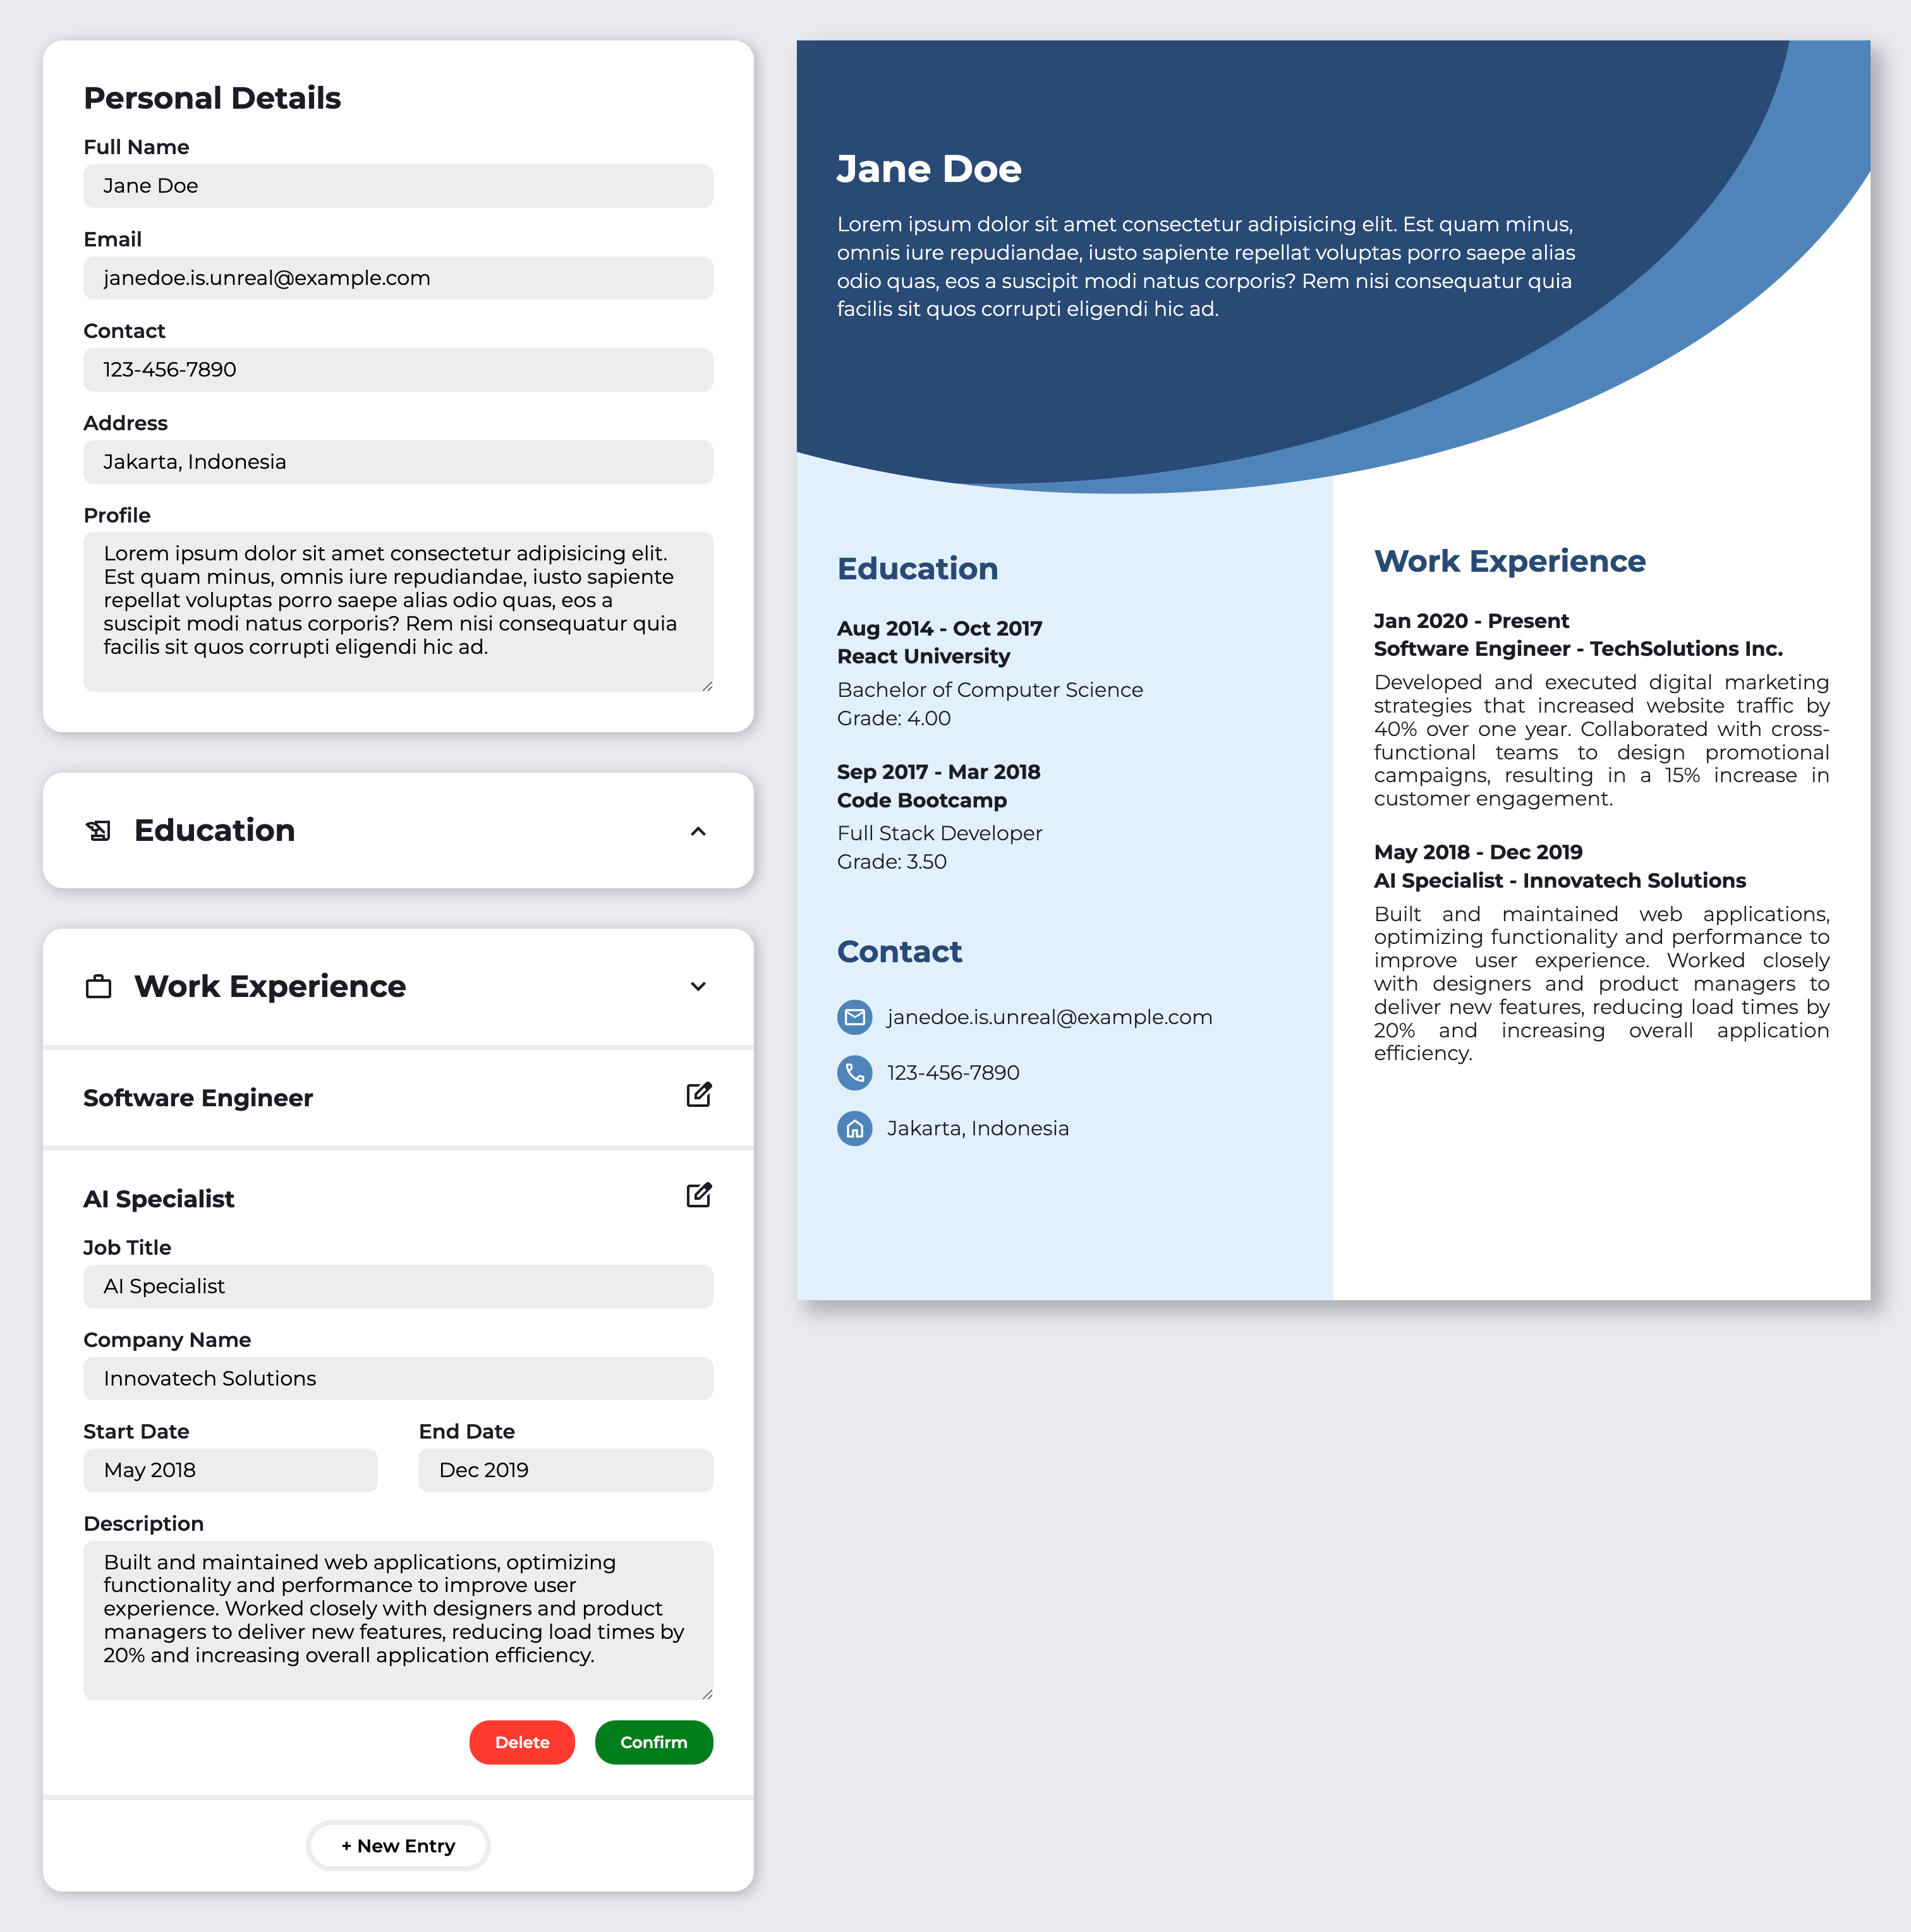 Personal Details
Full Name
Jane Doe
Email
janedoe.is.unreal@example.com
Contact
123-456-7890
Address
Jakarta, Indonesia
Profile
Lorem ipsum dolor sit amet consectetur adipisicing elit.
Est quam minus, omnis iure repudiandae, iusto sapiente
repellat voluptas porro saepe alias odio quas, eos a
suscipit modi natus corporis? Rem nisi consequatur quia
facilis sit quos corrupti eligendi hic ad.
Education
Work Experience
Software Engineer
AI Specialist
Job Title
AI Specialist
Company Name
Innovatech Solutions
Start Date
End Date
May 2018
Dec 2019
Description
Built and maintained web applications, optimizing
functionality and performance to improve user
experience. Worked closely with designers and product
managers to deliver new features, reducing load times by
20% and increasing overall application efficiency.
Delete
Confirm
+ New Entry
Jane Doe
Lorem ipsum dolor sit amet consectetur adipisicing elit. Est quam minus,
omnis iure repudiandae, iusto sapiente repellat voluptas porro saepe alias
odio quas, eos a suscipit modi natus corporis? Rem nisi consequatur quia
facilis sit quos corrupti eligendi hic ad.
Education
Aug 2014 - Oct 2017
React University
Bachelor of Computer Science
Grade: 4.00
Sep 2017 - Mar 2018
Code Bootcamp
Full Stack Developer
Grade: 3.50
Contact
janedoe.is.unreal@example.com
123-456-7890
Jakarta, Indonesia
Work Experience
Jan 2020 - Present
Software Engineer - TechSolutions Inc.
Developed and executed digital marketing
strategies that increased website traffic by
40% over one year. Collaborated with cross-
functional teams to design promotional
campaigns, resulting in a 15% increase in
customer engagement.
May 2018 - Dec 2019
AI Specialist - Innovatech Solutions
Built and maintained web applications,
optimizing functionality and performance to
improve user experience. Worked closely
with designers and product managers to
deliver new features, reducing load times by
20% and increasing overall application
efficiency.